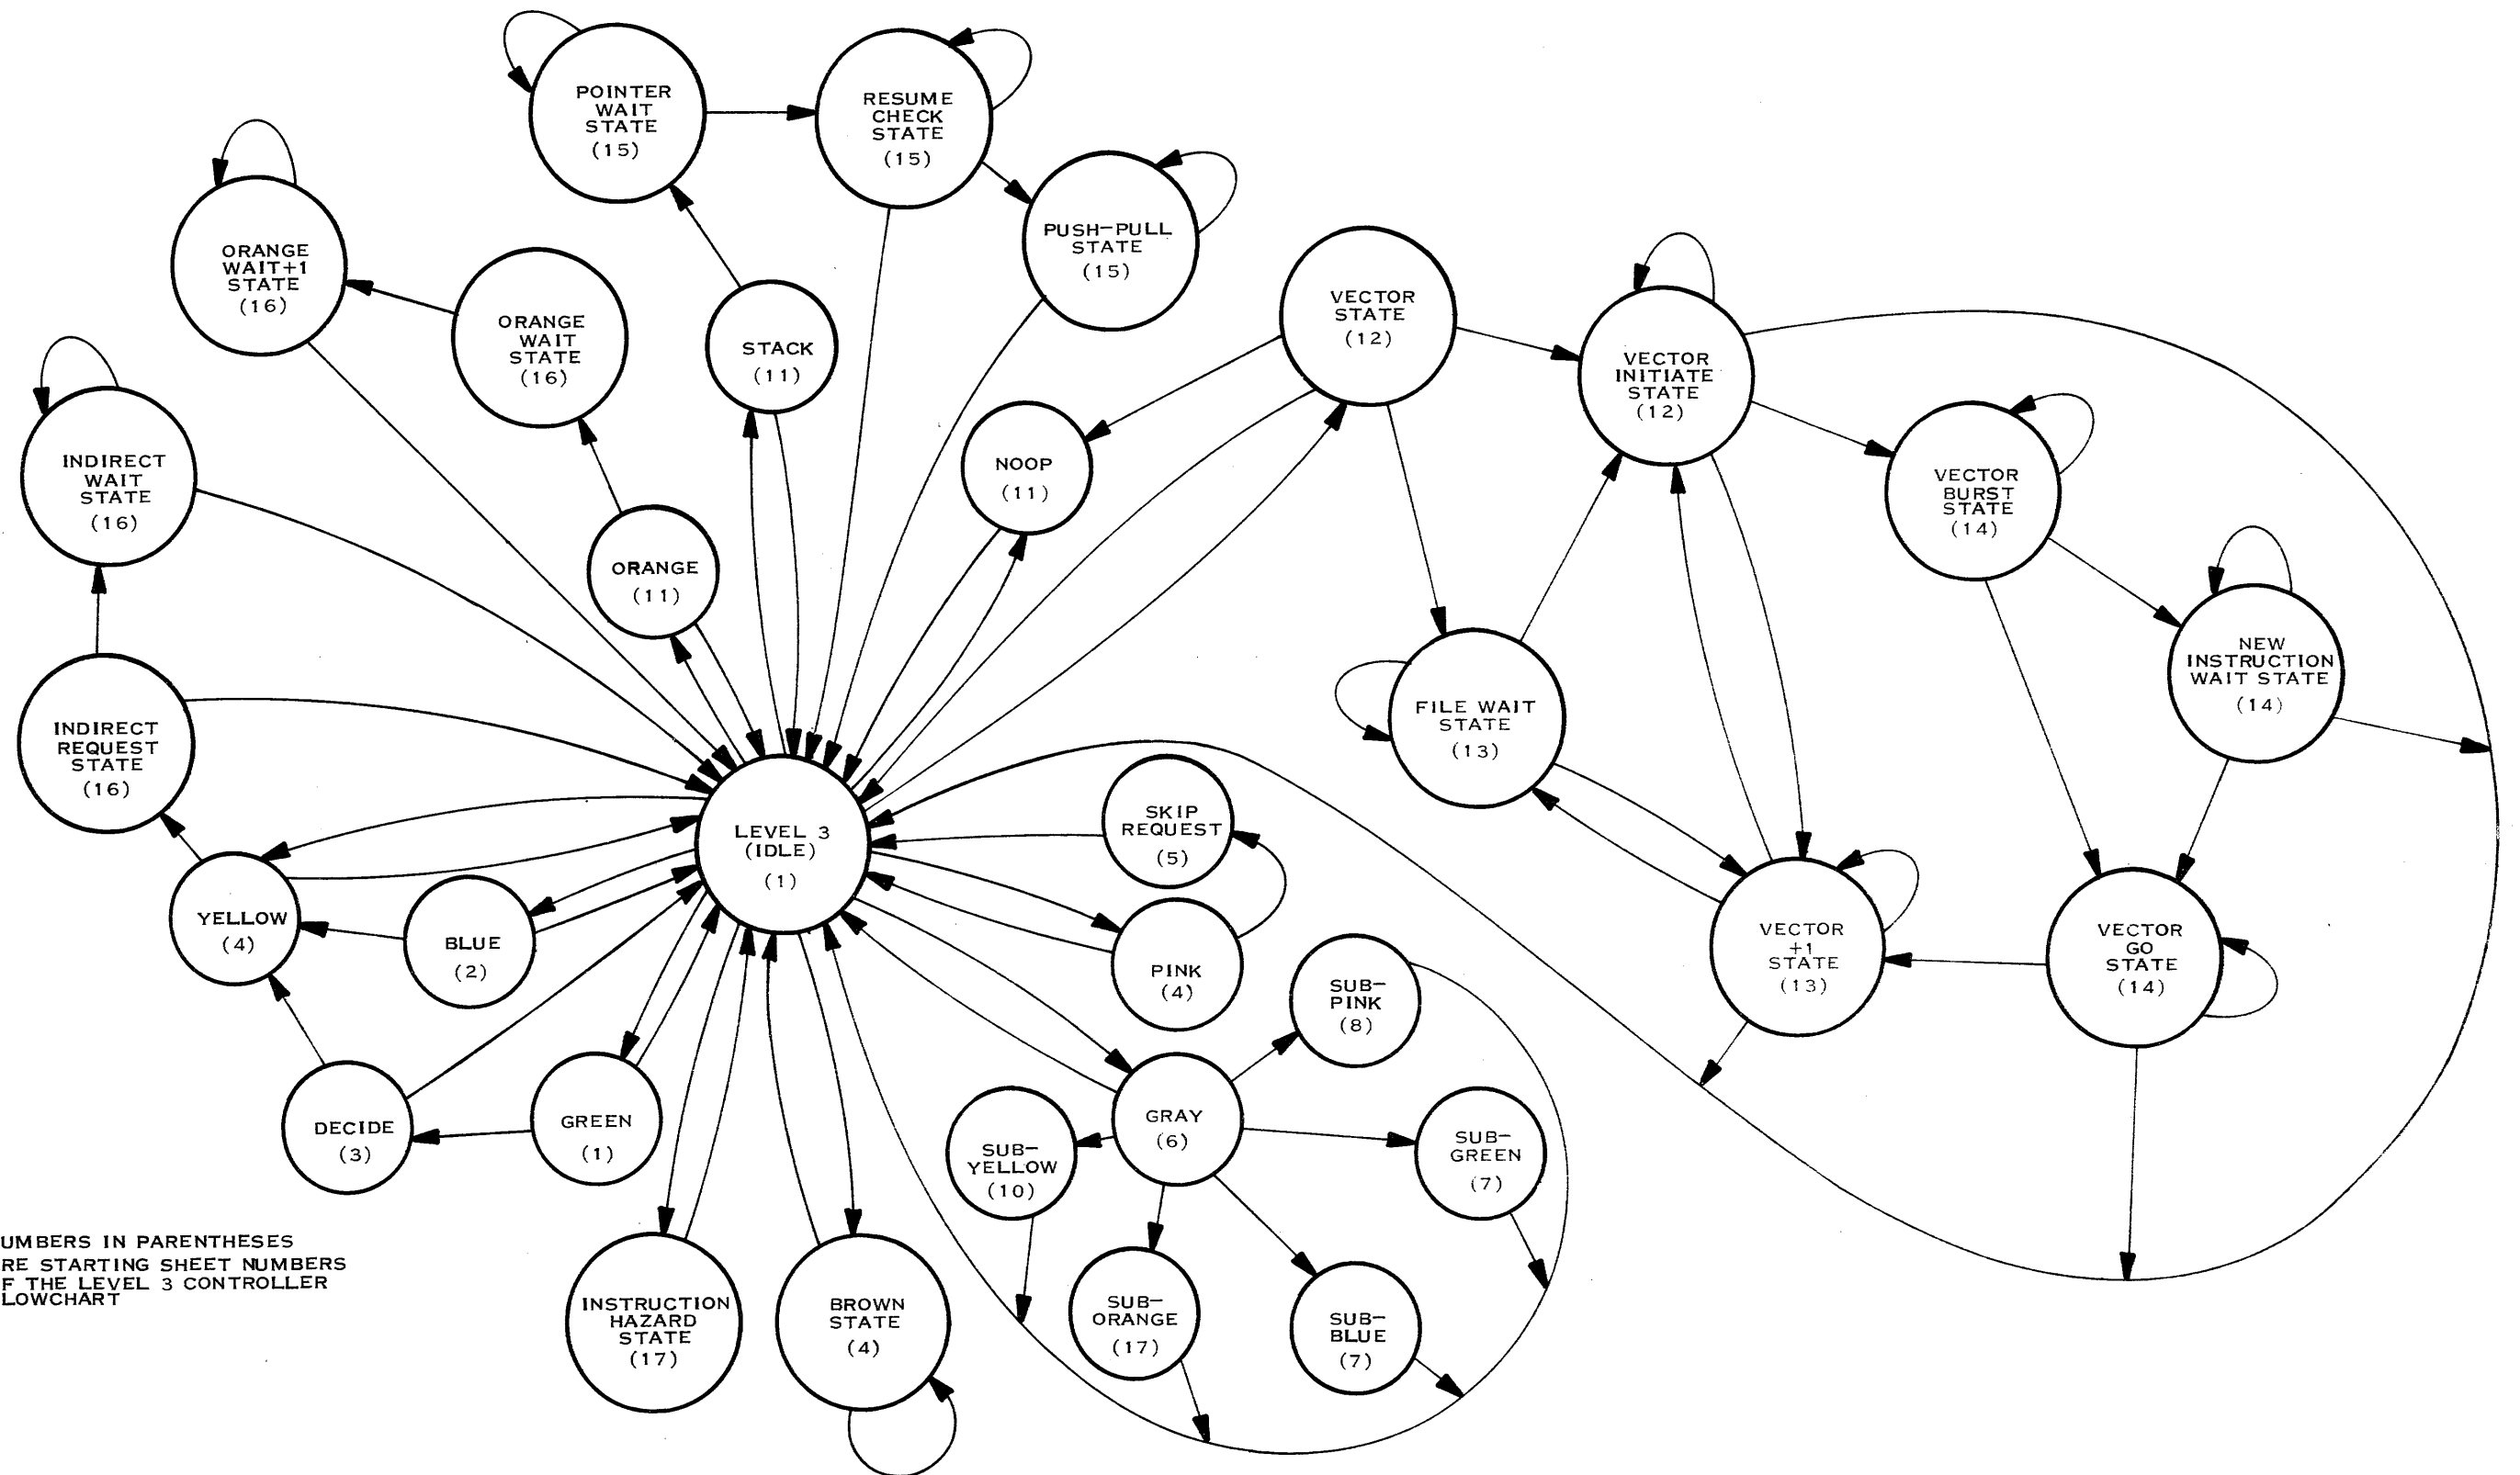 POINTER
WAIT
STATE
(15)
RESUME
CHECK
STATE
(15)
PUSH-PULL
STATE
(15)
ORANGE
WAIT+1
STATE
(16)
ORANGE
WAIT
STATE
(16)
STACK
(11)
VECTOR
STATE
(12)
VECTOR
INITIATE
STATE
(12)
INDIRECT
WAIT
STATE
(16)
NOOP
(11)
VECTOR
BURST
STATE
(14)
ORANGE
(11)
NEW
INSTRUCTION
WAIT STATE
(14)
FILE WAIT
STATE
(13)
INDIRECT
REQUEST
STATE
(16)
LEVEL 3
(IDLE)
(1)
SKIP
REQUEST
(5)
YELLOW
(4)
BLUE
(2)
PINK
(4)
SUB-
PINK
(8)
VECTOR
+1
STATE
(13)
VECTOR
GO
STATE
(14)
DECIDE
(3)
GREEN
(1)
GRAY
(6)
SUB-
YELLOW
(10)
SUB-
GREEN
(7)
INSTRUCTION
HAZARD
STATE
(17)
BROWN
STATE
(4)
SUB-
ORANGE
(17)
SUB-
BLUE
(7)
UMBERS IN PARENTHESES
RE STARTING SHEET NUMBERS
F THE LEVEL 3 CONTROLLER
LOWCHART